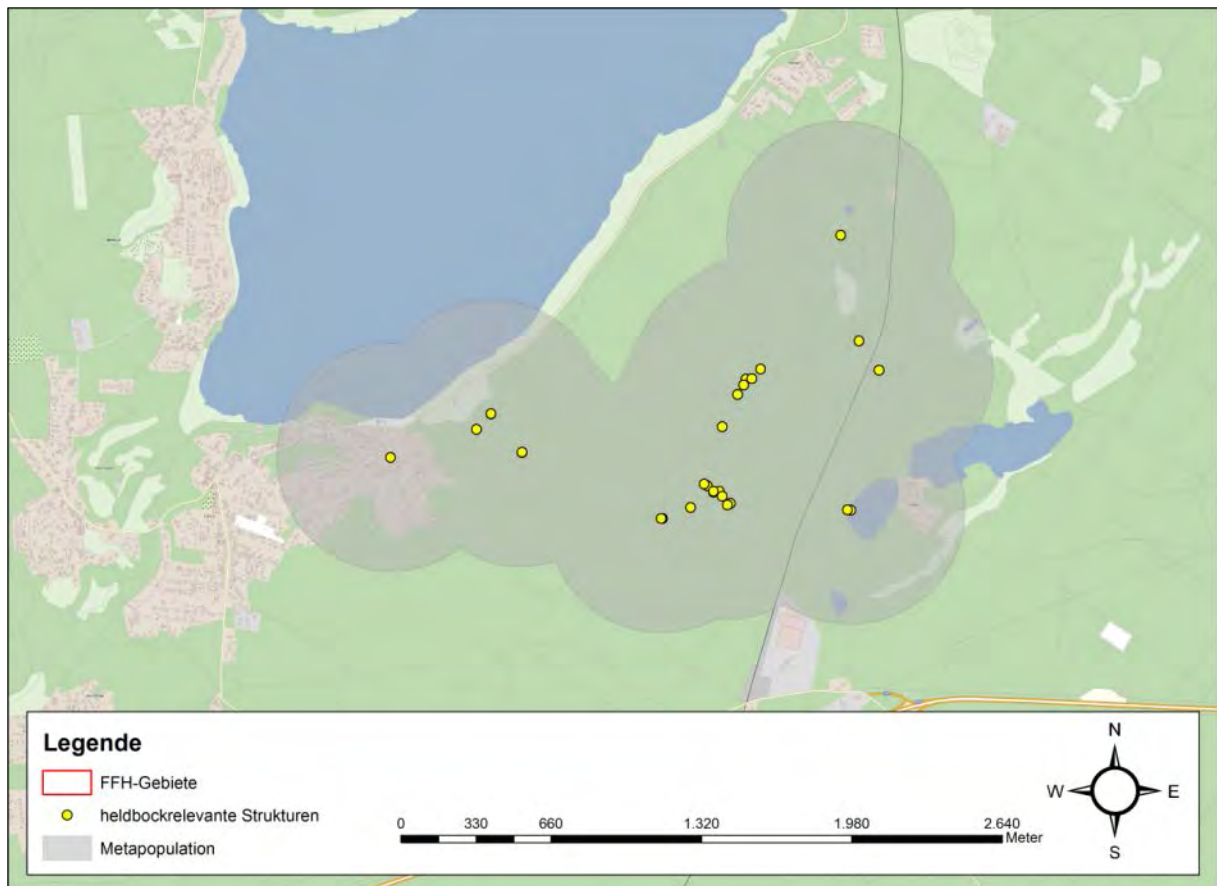 Legende
FFH-Gebiete
heldbockrelevante Strukturen
Metapopulation
0 330 660 1.320 1.980 2.640
Meter
N
W E
S